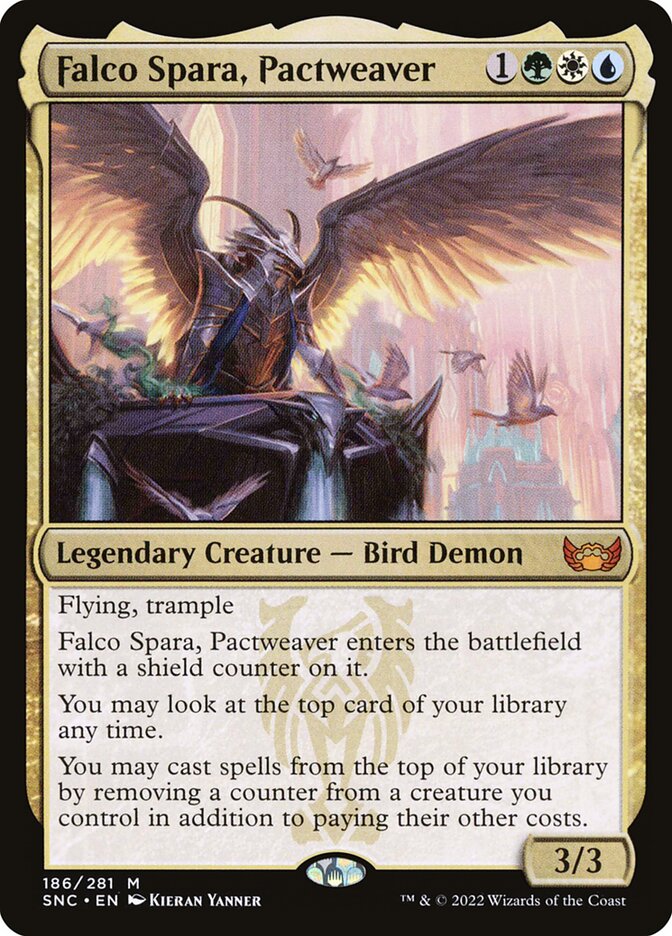 Falco Spara, Pactweaver 1
Legendary Creature — Bird Demon
Flying, trample
Falco Spara, Pactweaver enters the battlefield
with a shield counter on it.
You may look at the top card of your library
any time.
You may cast spells from the top of your library
by removing a counter from a creature you
control in addition to paying their other costs.
3/3
186/281 M
SNC • EN Kieran Yanner
™ & © 2022 Wizards of the Coast